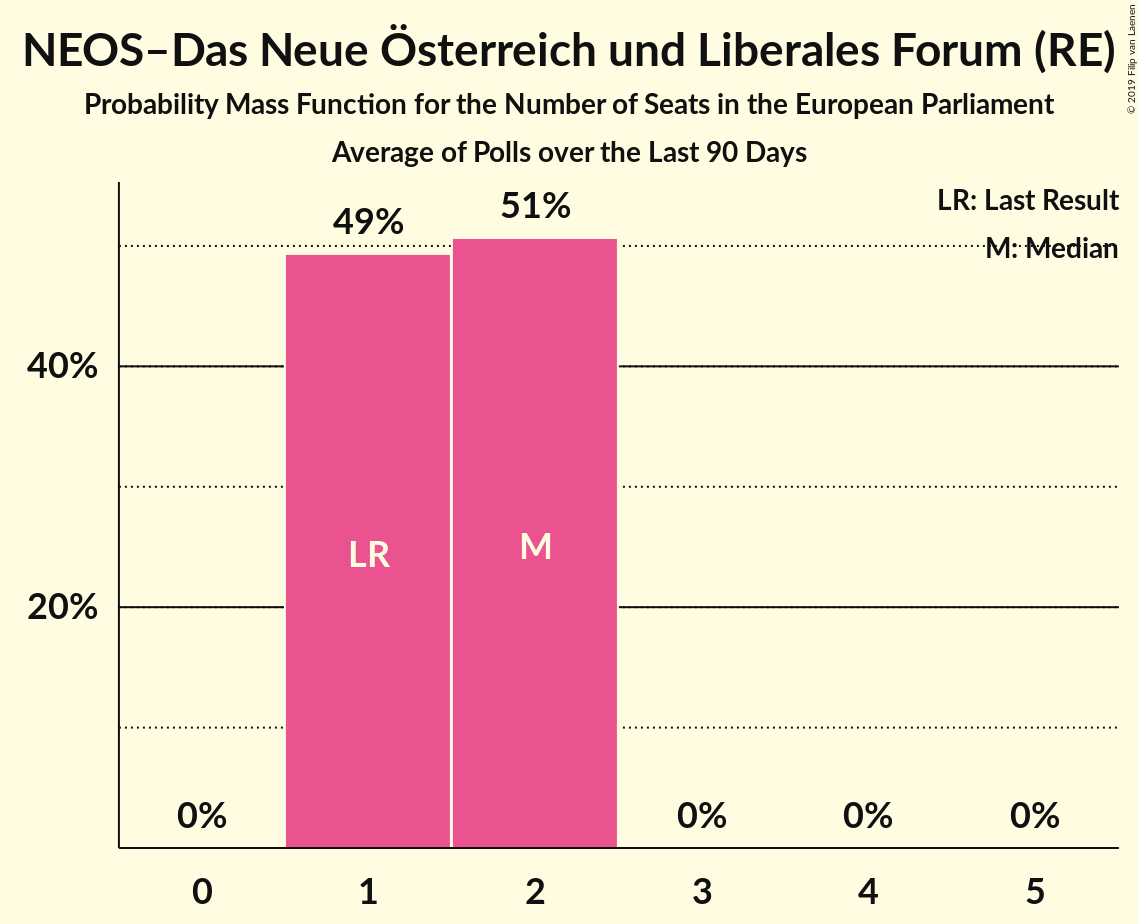 NEOS–Das Neue Österreich und Liberales Forum (RE)
Probability Mass Function for the Number of Seats in the European Parliament
Average of Polls over the Last 90 Days
© 2019 Filip van Laenen
LR: Last Result
M: Median
49%
51%
40%
20%
LR
M
0%
0%
0%
0%
0
1
2
3
4
5